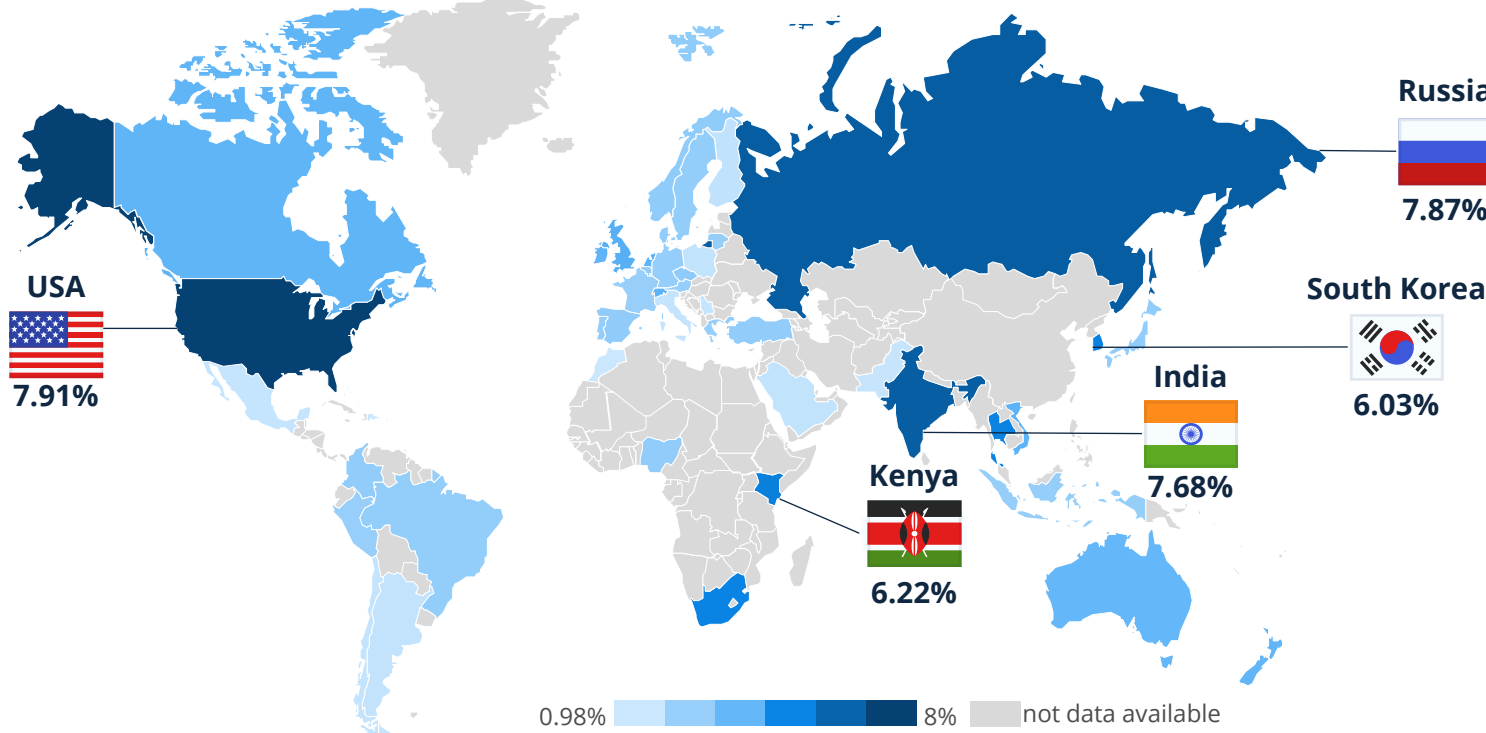 Russia
7.87%
USA
7.91%
South Korea
6.03%
India
7.68%
Kenya
6.22%
0.98%
8%
not data available